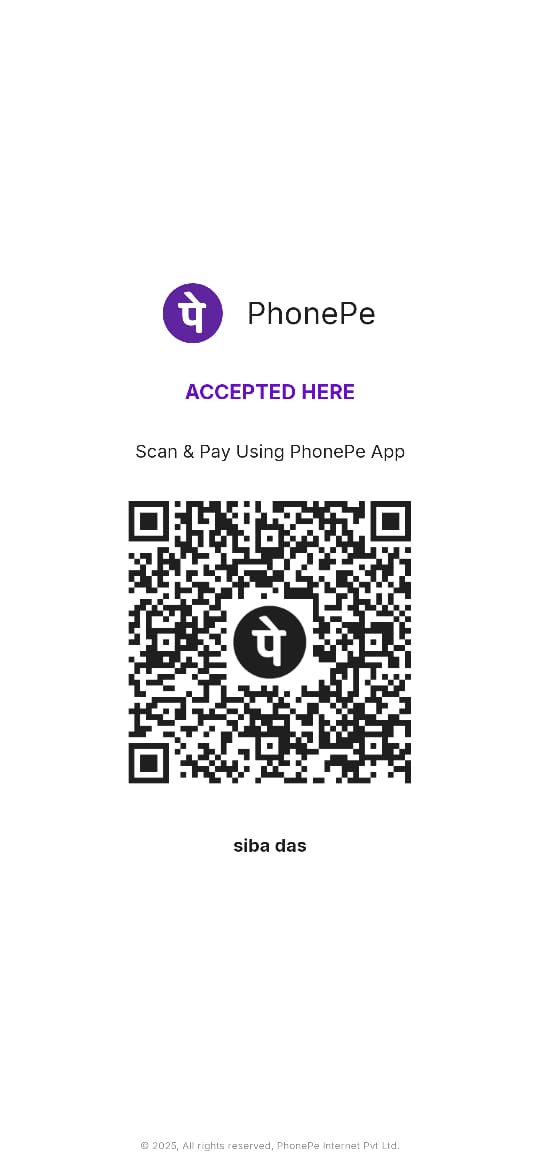 पे PhonePe
ACCEPTED HERE
Scan & Pay Using PhonePe App
पे
siba das
© 2025, All rights reserved, PhonePe Internet Pvt Ltd.